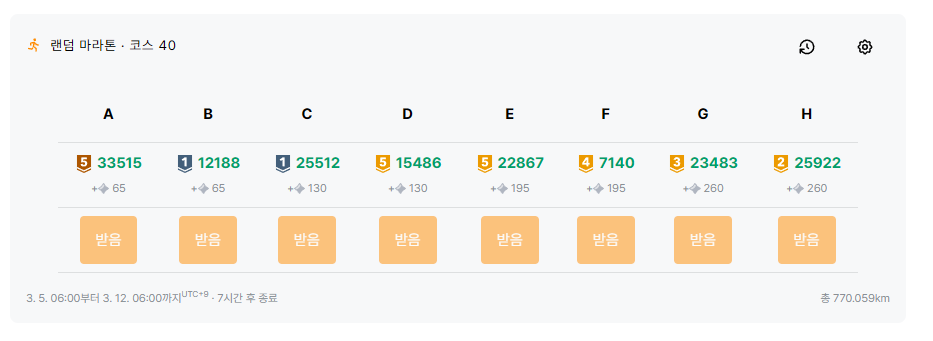 랜덤 마라톤 · 코스 40
A B C D E F G H
5 33515 1 12188 1 25512 5 15486 5 22867 4 7140 3 23483 2 25922
+ 65 + 65 + 130 + 130 + 195 + 195 + 260 + 260
받음 받음 받음 받음 받음 받음 받음 받음
3. 5. 06:00부터 3. 12. 06:00까지UTC+9 · 7시간 후 종료 총 770.059km